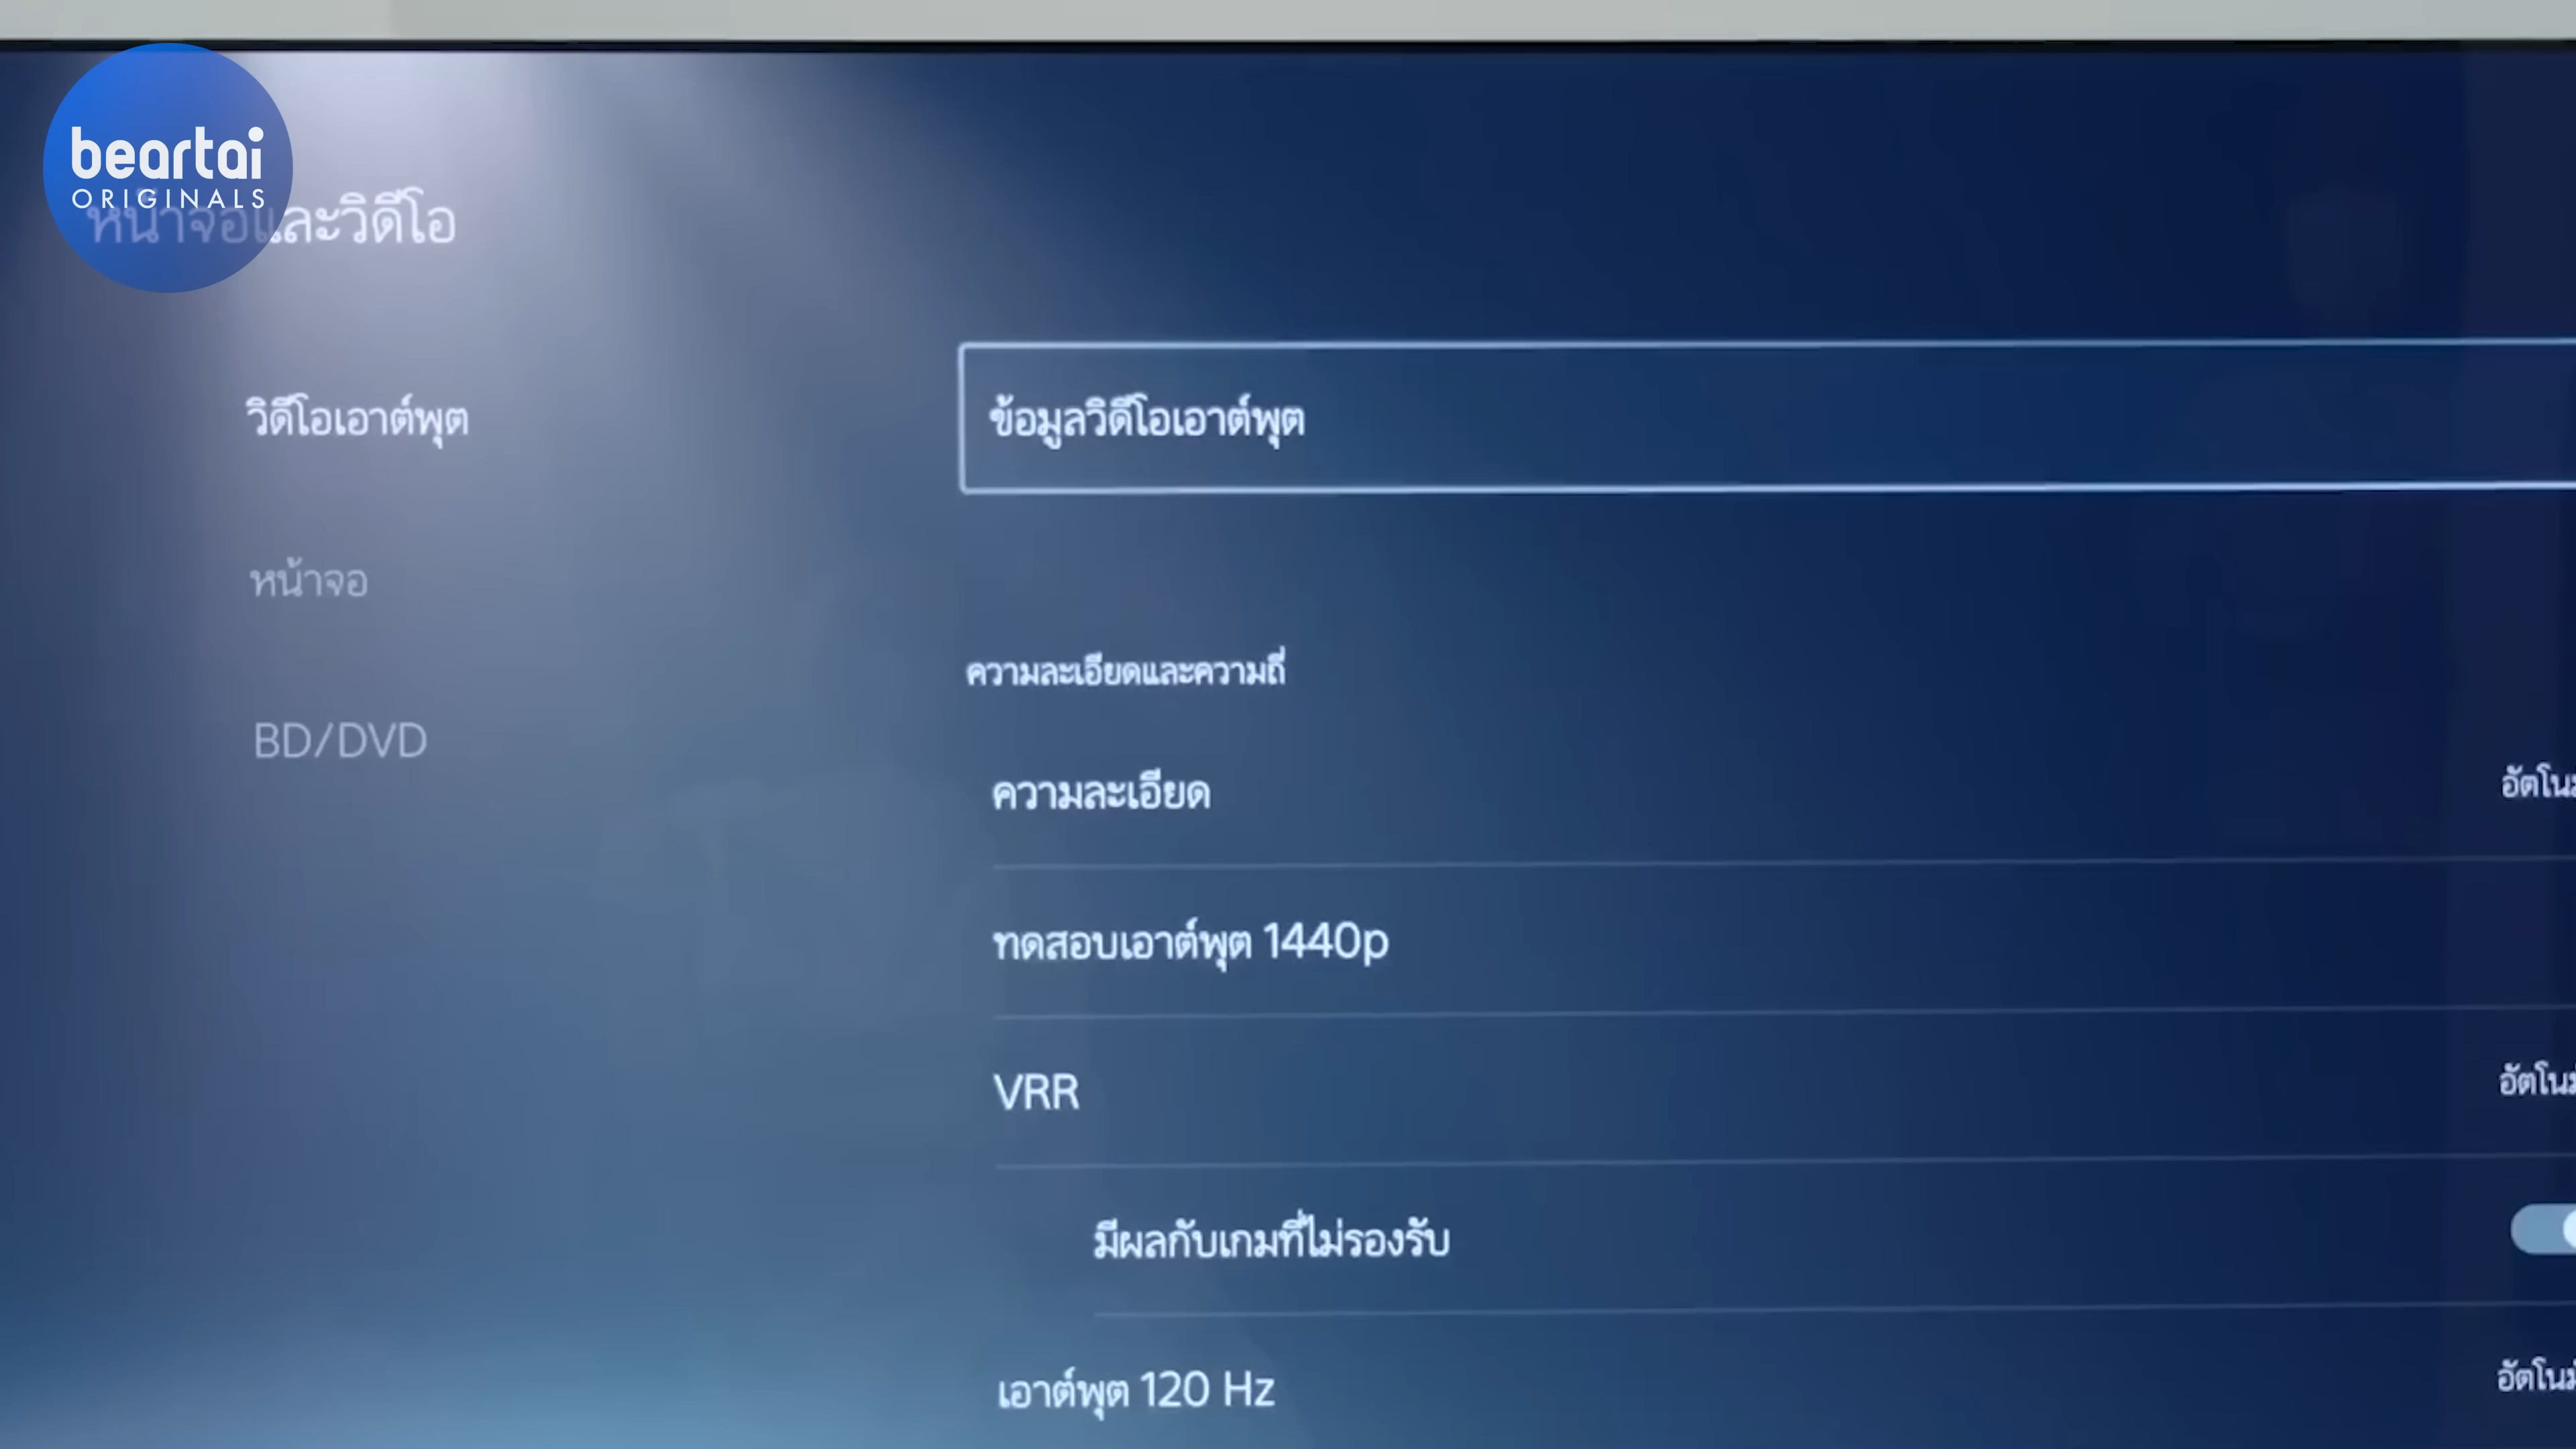 beartai
ORIGINALS
หน้าจอและวิดีโอ
วิดีโอเอาต์พุต
หน้าจอ
BD/DVD
ข้อมูลวิดีโอเอาต์พุต
ความละเอียดและความถี่
ความละเอียด
ทดสอบเอาต์พุต 1440p
VRR
มีผลกับเกมที่ไม่รองรับ
เอาต์พุต 120 Hz